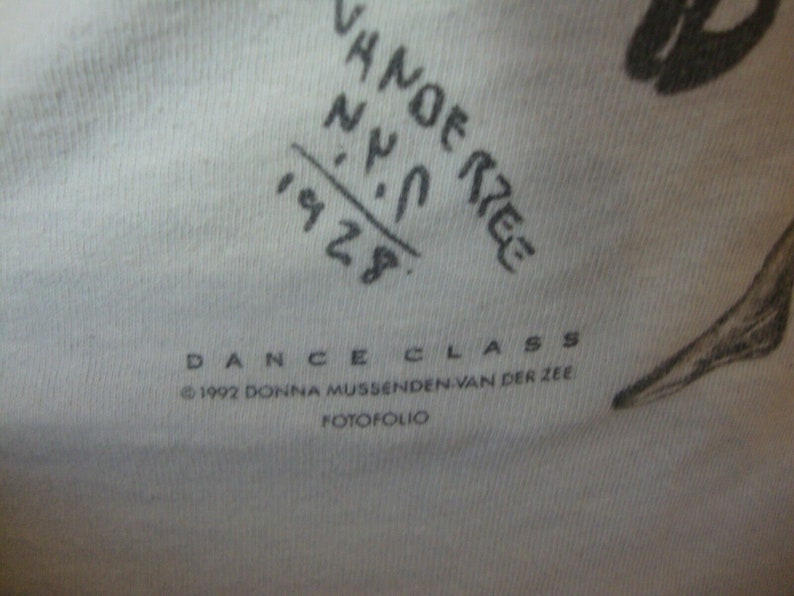 VANDERZEE
N.Y.C
1928
DANCE CLASS
© 1992 DONNA MUSSENDEN-VAN DER ZEE
FOTOFOLIO